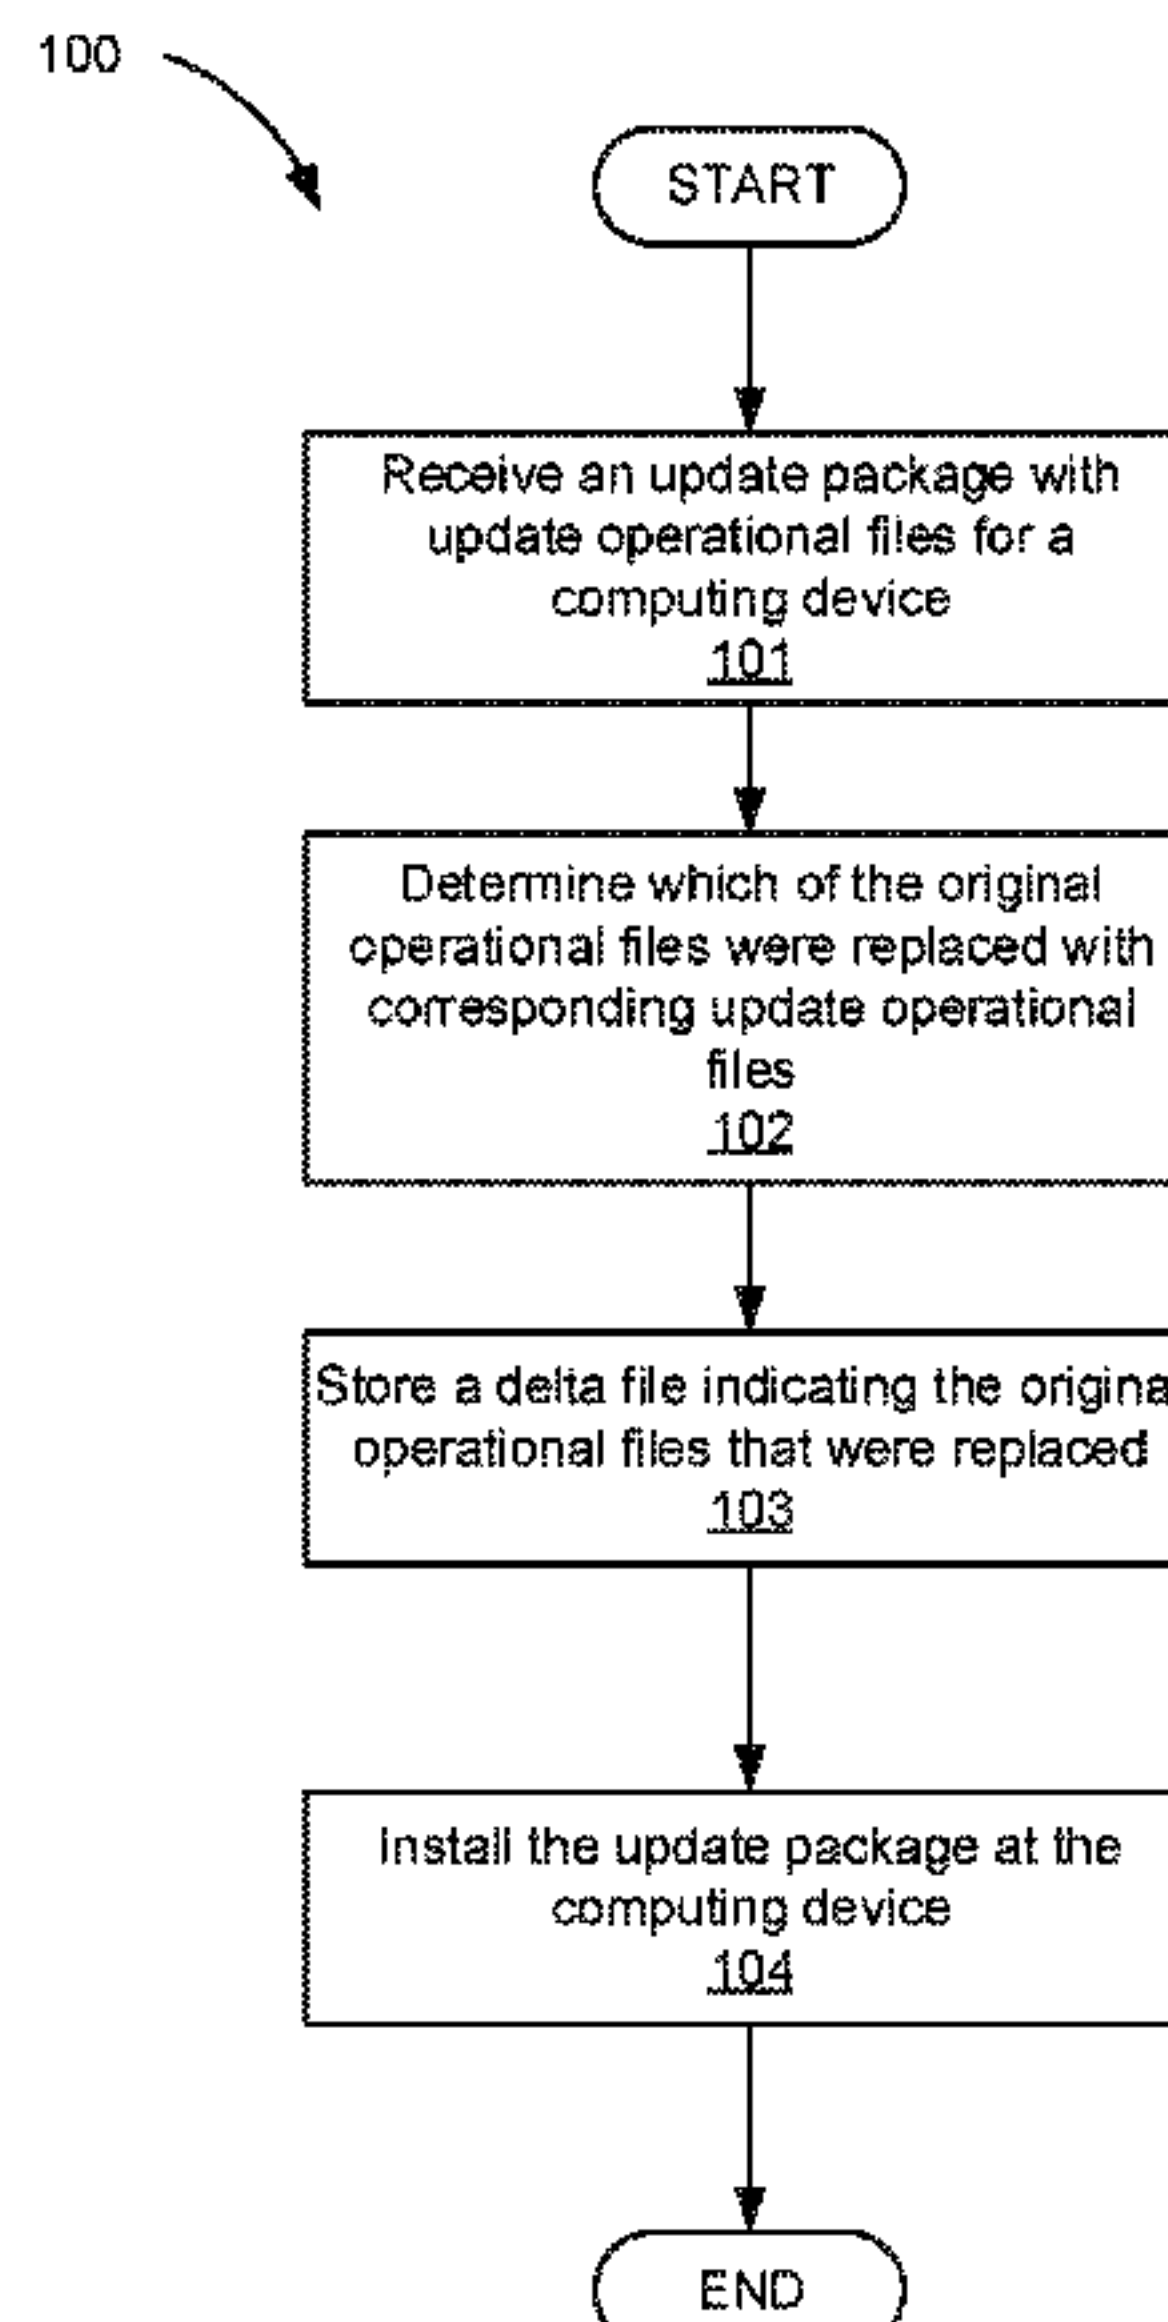 100
START
Receive an update package with
update operational files for a
computing device
101
Determine which of the original
operational files were replaced with
corresponding update operational
files
102
Store a delta file indicating the origina
operational files that were replaced
103
Install the update package at the
computing device
104
END